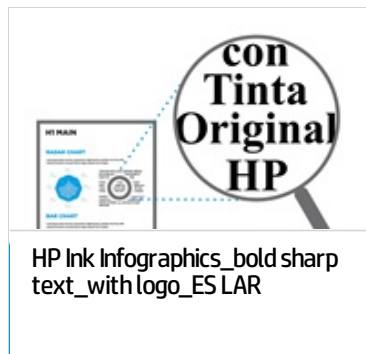 con
Tinta
Original
HP
H1 MAIN
RADAR CHART
BAR CHART
HP Ink Infographics_bold sharp
text_with logo_ES LAR